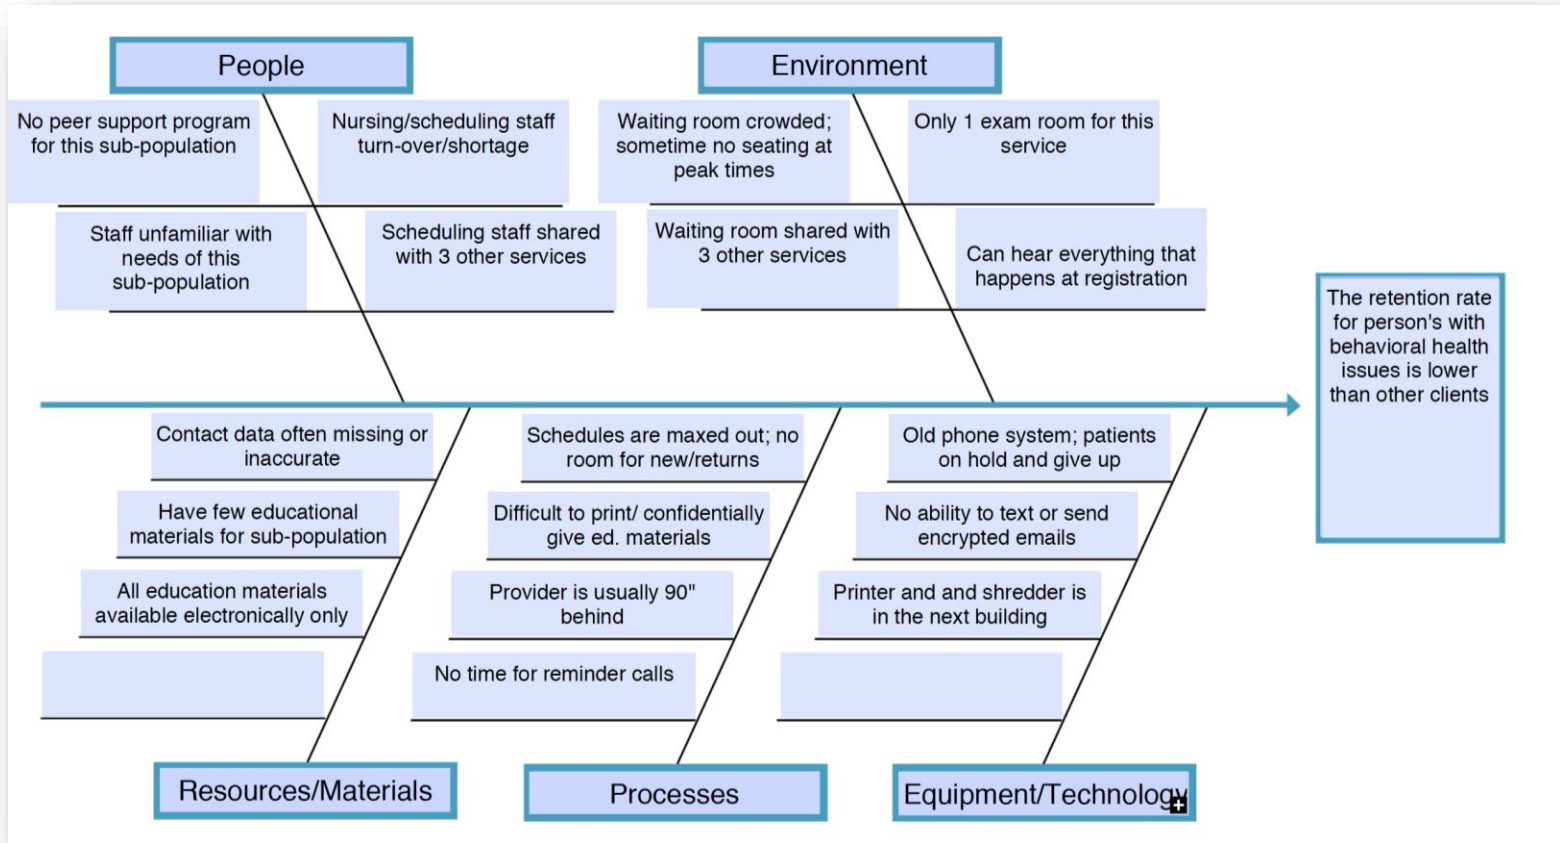 People
No peer support program
for this sub-population
Nursing/scheduling staff
turn-over/shortage
Staff unfamiliar with
needs of this
sub-population
Scheduling staff shared
with 3 other services
Environment
Waiting room crowded;
sometime no seating at
peak times
Only 1 exam room for this
service
Waiting room shared with
3 other services
Can hear everything that
happens at registration
The retention rate
for person's with
behavioral health
issues is lower
than other clients
Contact data often missing or
inaccurate
Have few educational
materials for sub-population
All education materials
available electronically only
Resources/Materials
Schedules are maxed out; no
room for new/returns
Difficult to print/ confidentially
give ed. materials
Provider is usually 90"
behind
No time for reminder calls
Processes
Old phone system; patients
on hold and give up
No ability to text or send
encrypted emails
Printer and and shredder is
in the next building
Equipment/Technology